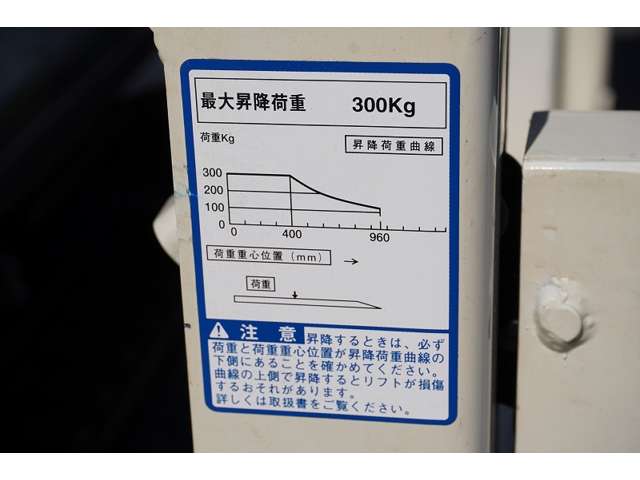 最大昇降荷重 300Kg
荷重Kg
昇降荷重曲線
300
200
100
0
0 400 960
荷重重心位置(mm) →
荷重
注意 昇降するときは、必ず
荷重と荷重重心位置が昇降荷重曲線の
下側にあることを確かめてください。
曲線の上側で昇降するとリフトが損傷
するおそれがあります。
詳しくは取扱書をご覧ください。